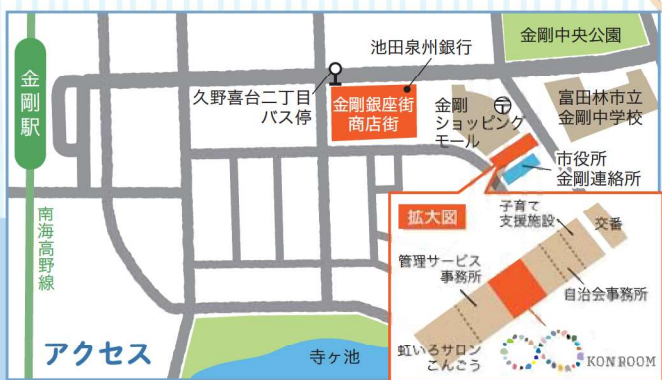 金剛中央公園
池田泉州銀行
金剛駅
久野喜台二丁目
バス停
金剛銀座街
商店街
金剛
ショッピング
モール
〒
富田林市立
金剛中学校
市役所
金剛連絡所
南海高野線
拡大図
子育て
支援施設
交番
管理サービス
事務所
自治会事務所
虹いろサロン
こんごう
KONROOM
アクセス
寺ヶ池